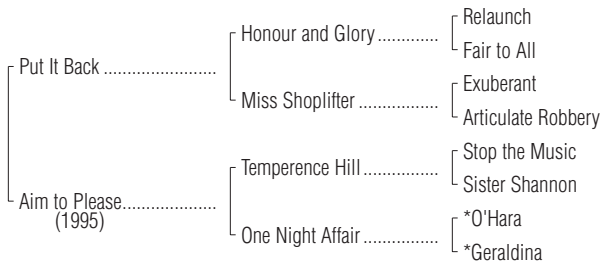 Relaunch
Honour and Glory.............
Fair to All
Put It Back .......................
Exuberant
Miss Shoplifter .................
Articulate Robbery
Stop the Music
Temperence Hill................
Sister Shannon
Aim to Please...................
(1995)
*O'Hara
One Night Affair................
*Geraldina